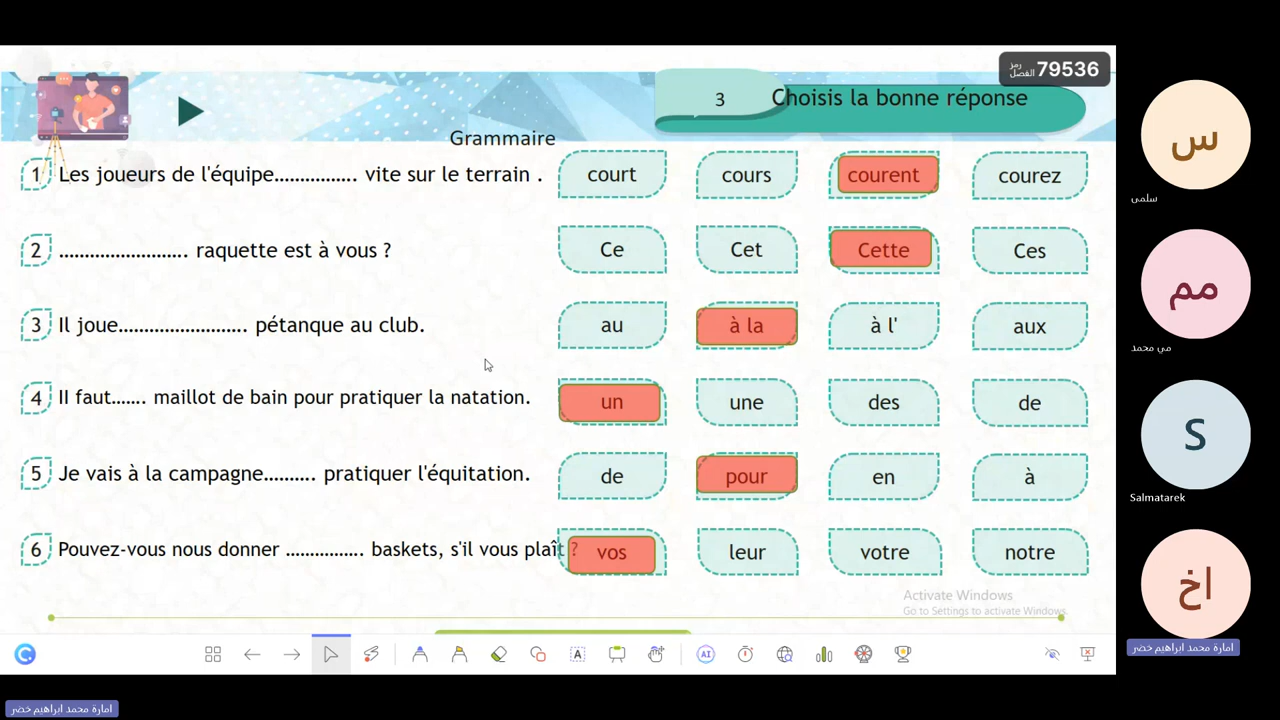 رمز الفصل 79536
3 Choisis la bonne réponse
Grammaire
1 Les joueurs de l'équipe................ vite sur le terrain . court cours courent courez
2 ......................... raquette est à vous ? Ce Cet Cette Ces
3 Il joue......................... pétanque au club. au à la à l' aux
4 II faut....... maillot de bain pour pratiquer la natation. un une des de
5 Je vais à la campagne.......... pratiquer l'équitation. de pour en à
6 Pouvez-vous nous donner ............... baskets, s'il vous plaît ? vos leur votre notre
Activate Windows
Go to Settings to activate Windows.
A
AI
س
سلمى
مم
مي محمد
S
Salmatarek
اخ
امارة محمد ابراهيم خضر
امارة محمد ابراهيم خضر